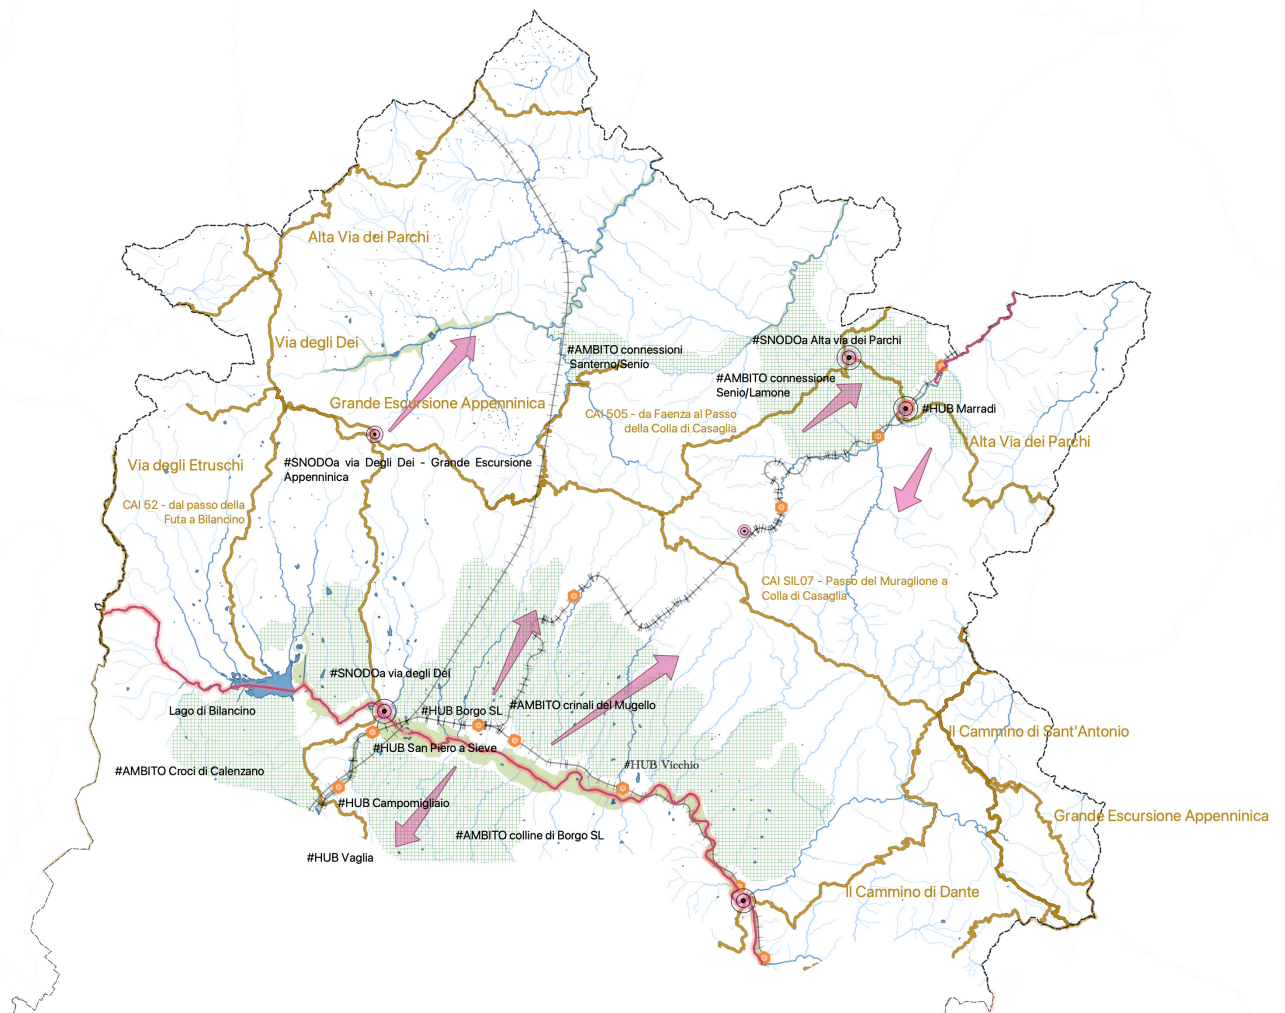 Alta Via dei Parchi
Via degli Dei
#AMBITO connessioni
Santerno/Senio
#SNODOa Alta via dei Parchi
#AMBITO connessione
Senio/Lamone
Grande Escursione Appenninica
CAI 505 - da Faenza al Passo
della Colla di Casaglia
#HUB Marradi
Alta Via dei Parchi
Via degli Etruschi
#SNODOa via Degli Dei - Grande Escursione
Appenninica
CAI 52 - dal passo della
Futa a Bilancino
CAI SIL07 - Passo del Muraglione a
Colla di Casaglia
#SNODOa via degli Dei
Lago di Bilancino
#HUB Borgo SL
#AMBITO crinali del Mugello
Il Cammino di Sant'Antonio
#HUB San Piero a Sieve
#HUB Vicchio
#AMBITO Croci di Calenzano
#HUB Campomigliaio
Grande Escursione Appenninica
#AMBITO colline di Borgo SL
#HUB Vaglia
Il Cammino di Dante